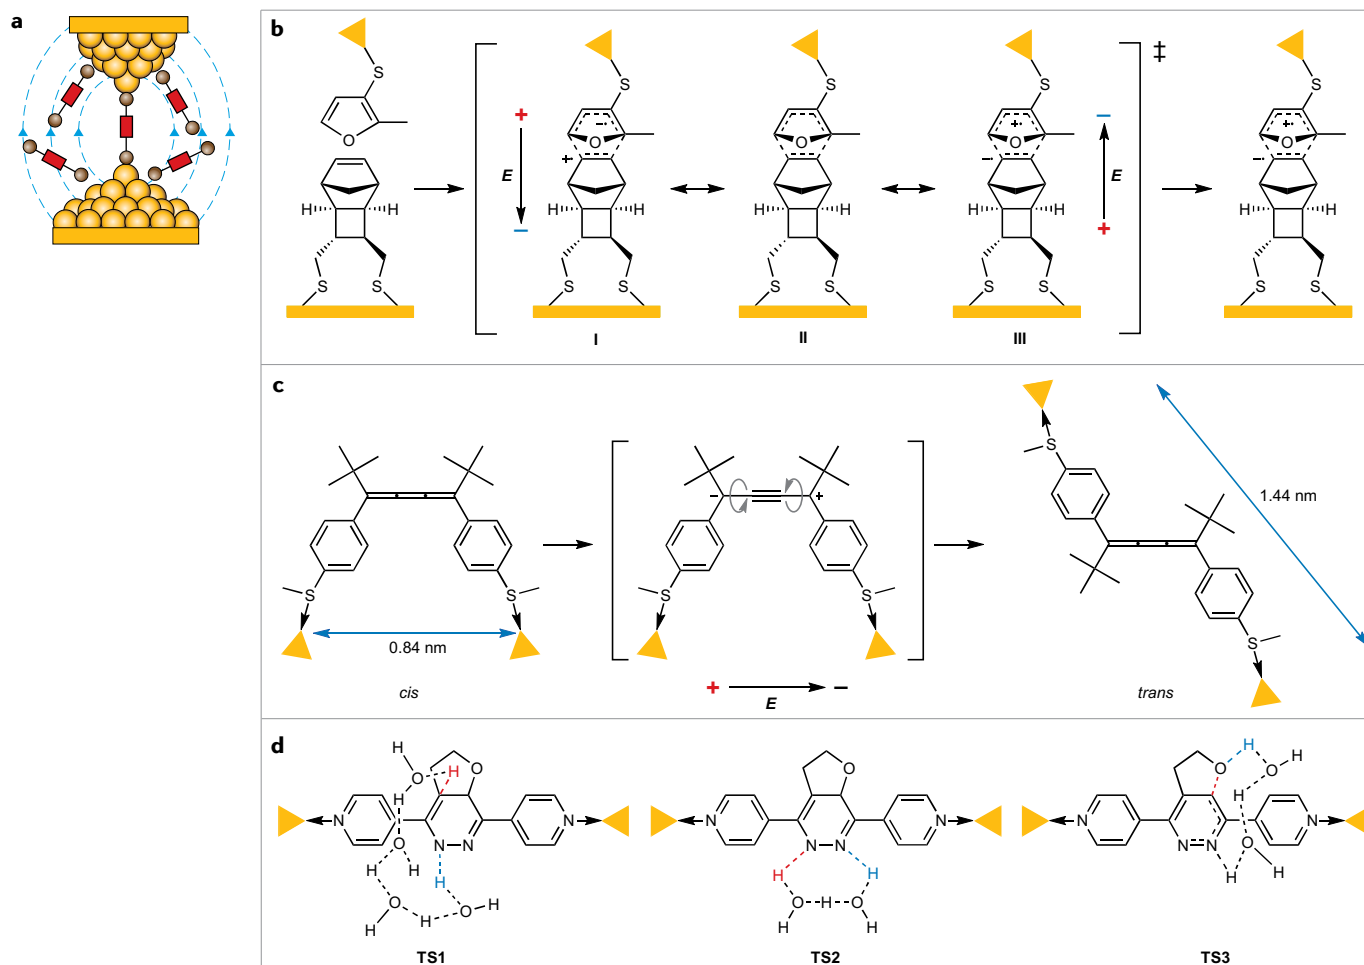 a
b
S
O
H H
S S
+
E
−
− 
+
S
O
H H
S S
I
S
O
H H
S S
II
S
+
O
−
H H
S S
III
−
E
+
‡
S
+
O
−
H H
S S
c
S S
0.84 nm
cis
− +
S S
+ E −
S
S
1.44 nm
trans
d
H
O H
O
H
N N
N N
O
H H
H
O
H
O H
H
TS1
O
N N
N N
H H
O H O
H H
TS2
H
H
O O
H
N N
N N
O
H H
TS3